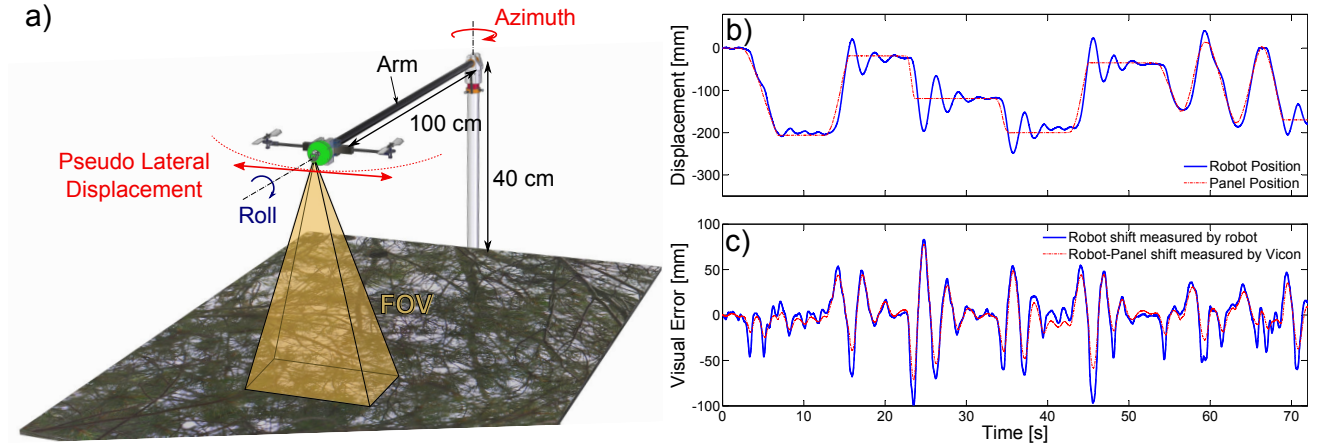 a)
Azimuth
Arm
100 cm
Pseudo Lateral
Displacement
40 cm
Roll
FOV
b)
Displacement [mm]
0
-100
-200
-300
Robot Position
Panel Position
c)
Visual Error [mm]
100
50
0
-50
-100
Robot shift measured by robot
Robot-Panel shift measured by Vicon
0 10 20 30 40 50 60 70
Time [s]